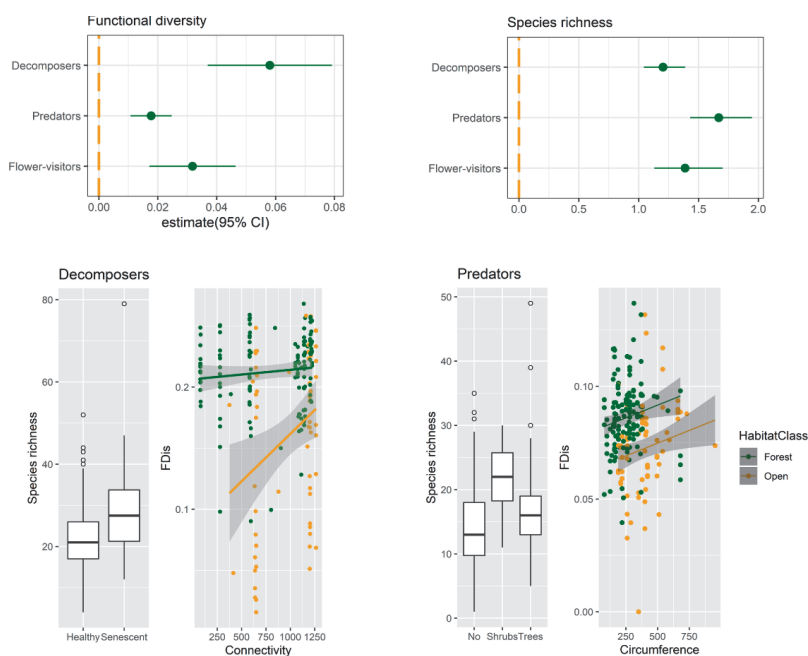 Functional diversity
Decomposers
Predators
Flower-visitors
0.00 0.02 0.04 0.06 0.08
estimate(95% CI)
Species richness
Decomposers
Predators
Flower-visitors
0.0 0.5 1.0 1.5 2.0
Decomposers
Species richness
80
60
40
20
Healthy Senescent
FDis
0.2
0.1
250 500 750 1000 1250
Connectivity
Predators
Species richness
50
40
30
20
10
0
No Shrubs Trees
FDis
0.10
0.05
0.00
250 500 750
Circumference
HabitatClass
Forest
Open